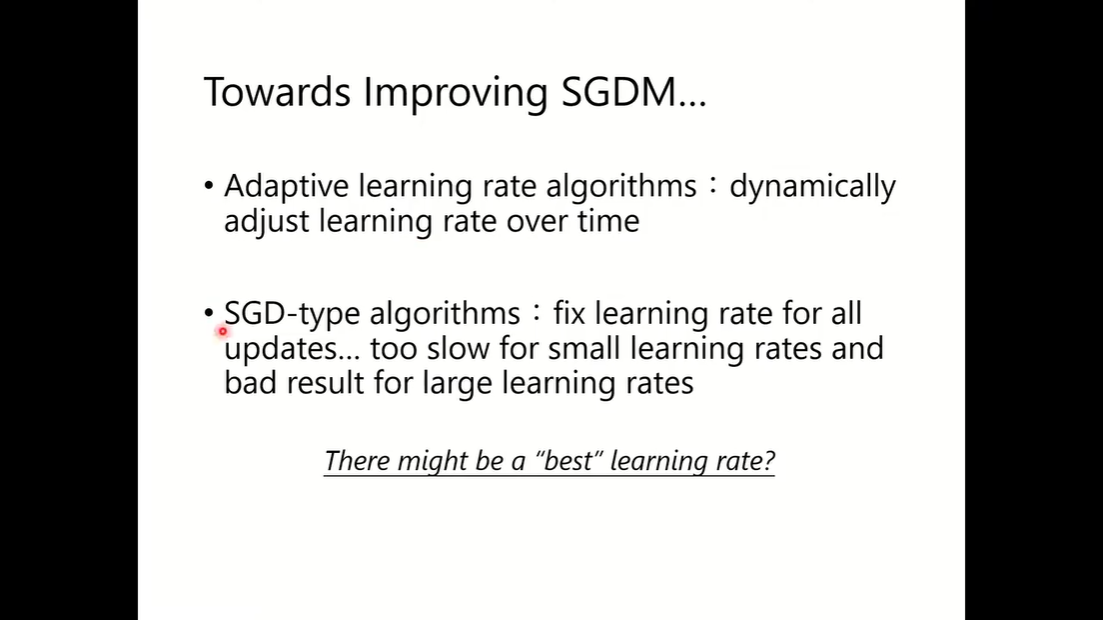 Towards Improving SGDM…
• Adaptive learning rate algorithms：dynamically
adjust learning rate over time
• SGD-type algorithms：fix learning rate for all
updates… too slow for small learning rates and
bad result for large learning rates
There might be a “best” learning rate?